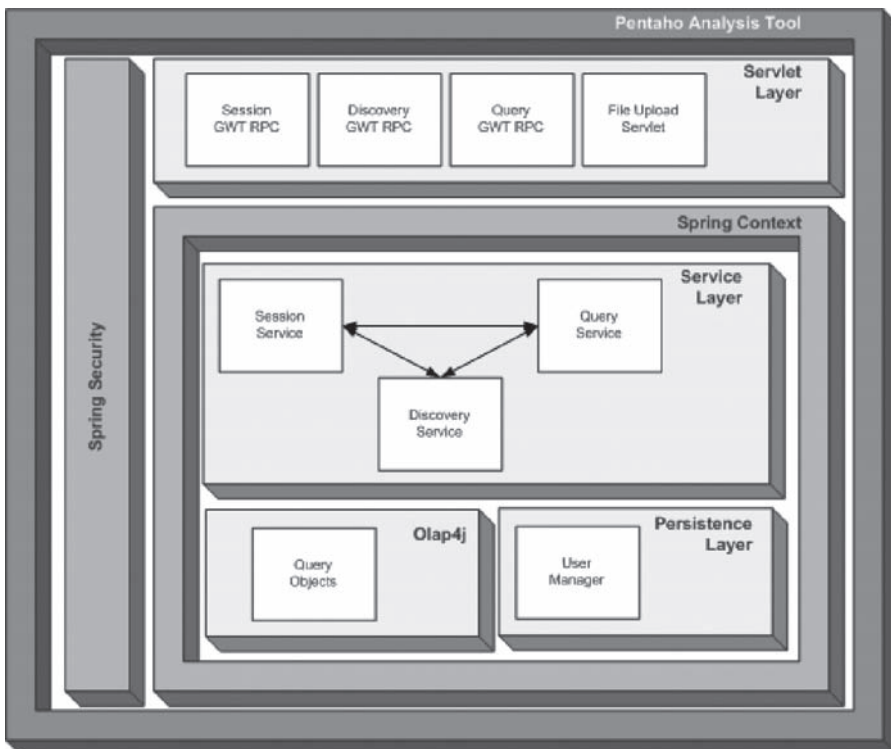 Pentaho Analysis Tool
Servlet
Layer
Session
GWT RPC
Discovery
GWT RPC
Query
GWT RPC
File Upload
Servlet
Spring Security
Spring Context
Service
Layer
Session
Service
Query
Service
Discovery
Service
Olap4j
Query
Objects
Persistence
Layer
User
Manager